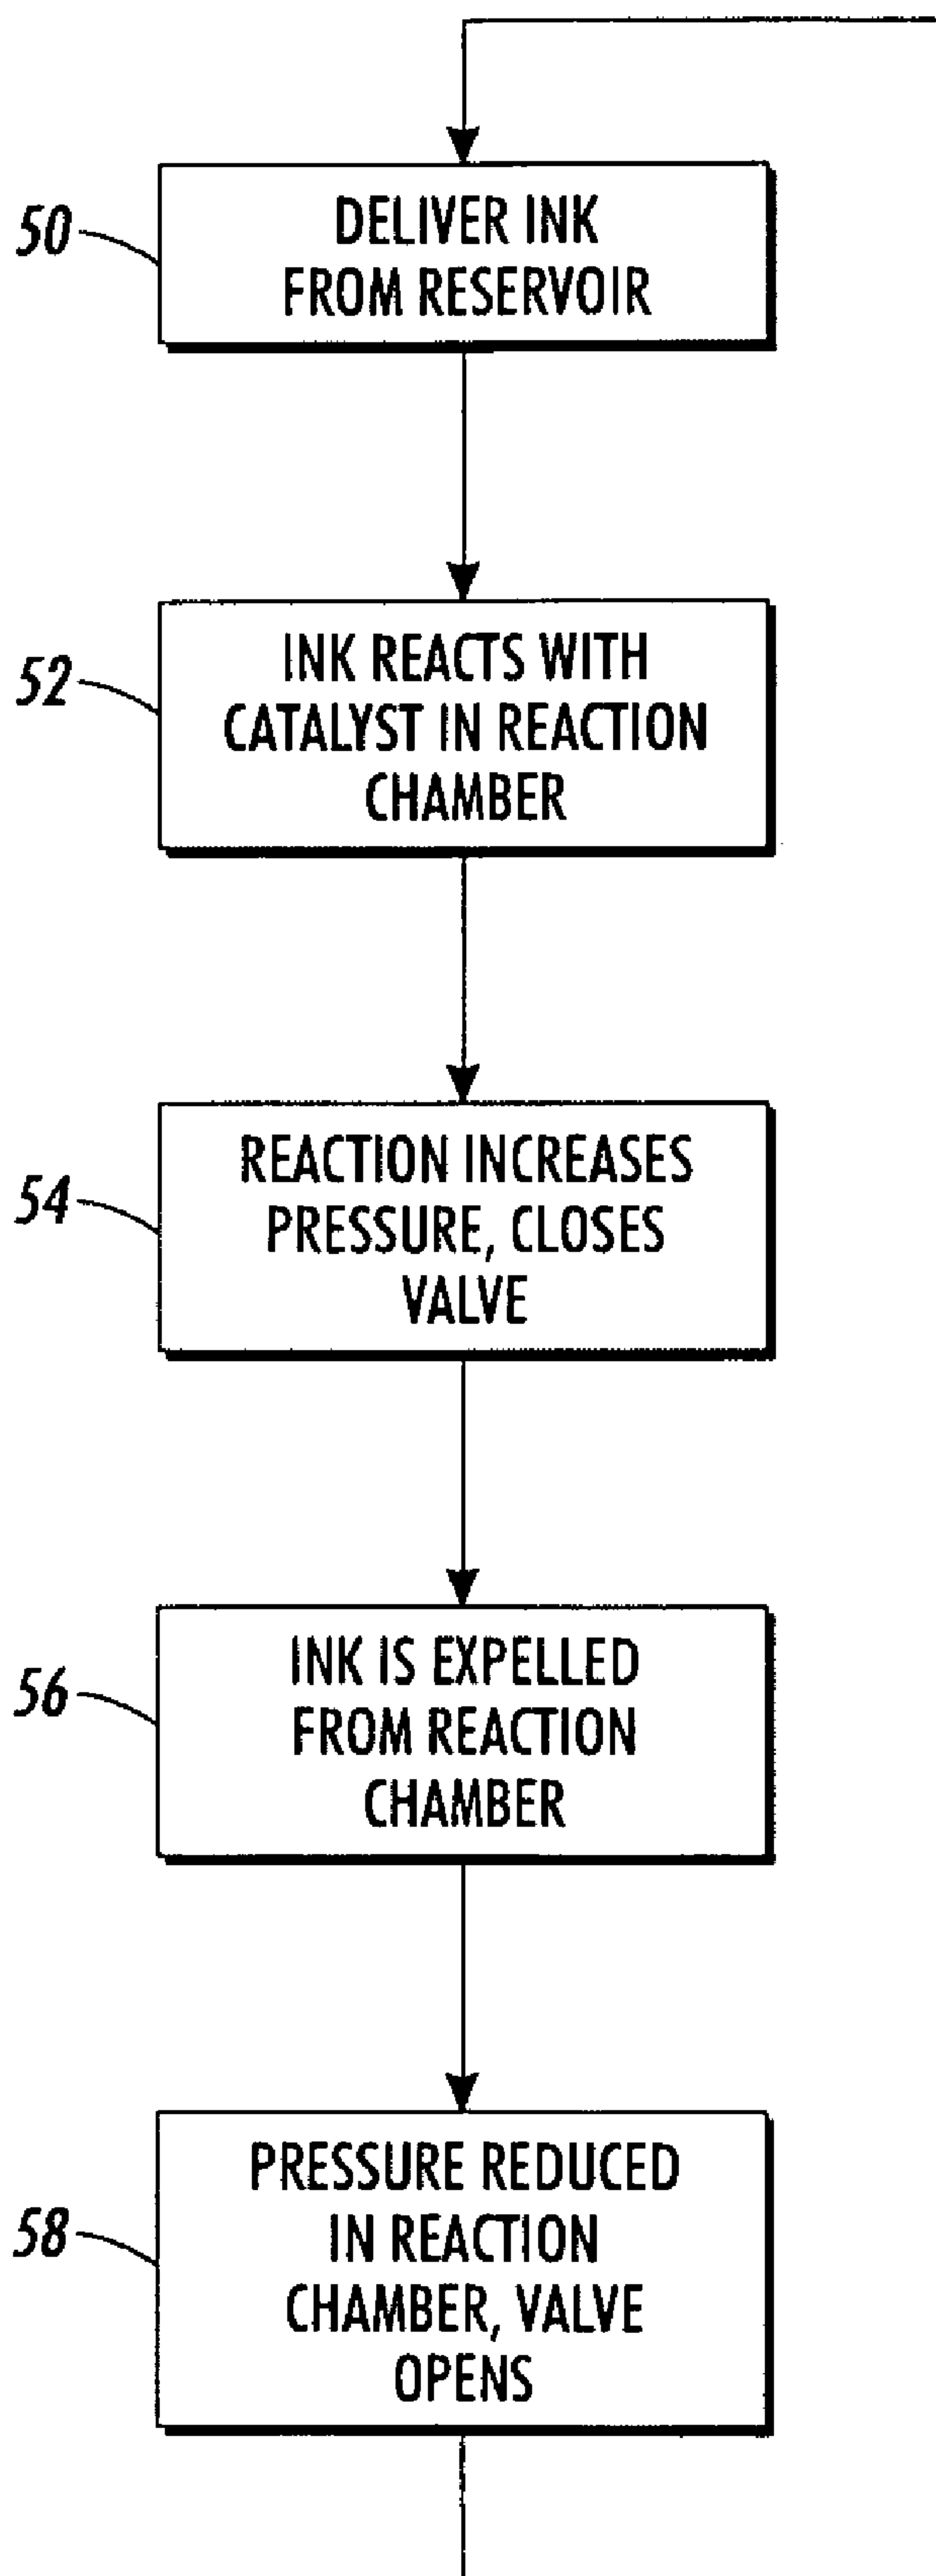 50
DELIVER INK
FROM RESERVOIR
52
INK REACTS WITH
CATALYST IN REACTION
CHAMBER
54
REACTION INCREASES
PRESSURE, CLOSES
VALVE
56
INK IS EXPELLED
FROM REACTION
CHAMBER
58
PRESSURE REDUCED
IN REACTION
CHAMBER, VALVE
OPENS